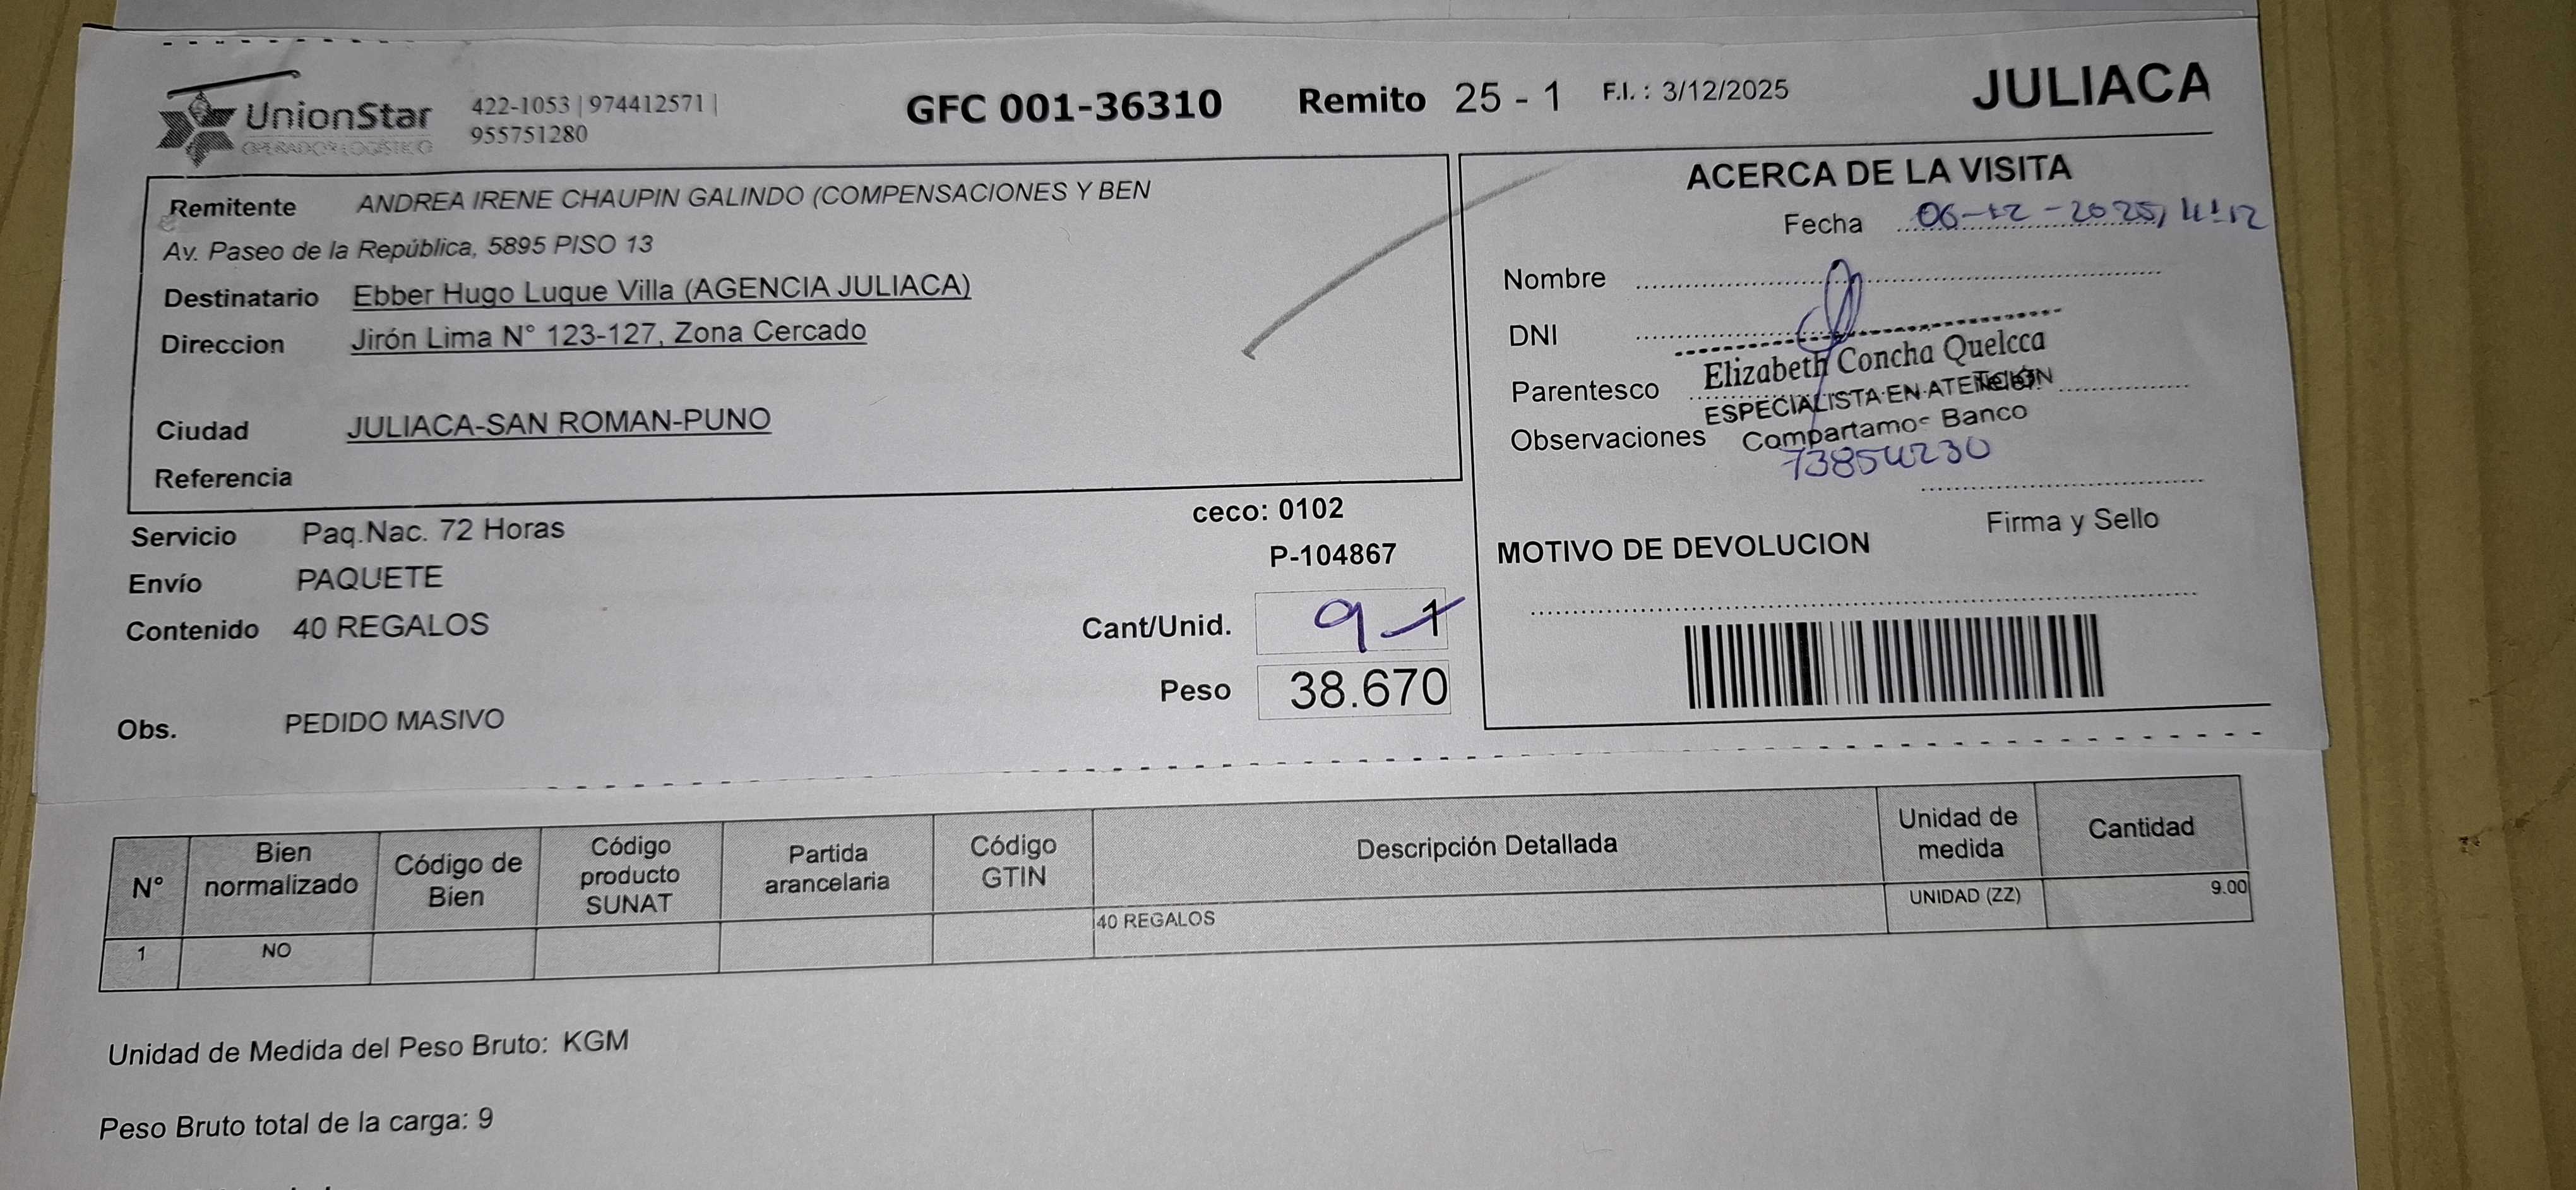 UnionStar
OPERADOR LOGÍSTICO
422-1053 | 974412571 |
955751280
GFC 001-36310
Remito 25 - 1
F.I. : 3/12/2025
JULIACA
Remitente ANDREA IRENE CHAUPIN GALINDO (COMPENSACIONES Y BEN
Av. Paseo de la República, 5895 PISO 13
Destinatario Ebber Hugo Luque Villa (AGENCIA JULIACA)
Direccion Jirón Lima N° 123-127, Zona Cercado
Ciudad JULIACA-SAN ROMAN-PUNO
Referencia
ACERCA DE LA VISITA
Fecha 06-12-2025, 11:12
Nombre
DNI
Elizabeth Concha Quelcca
Parentesco
ESPECIALISTA EN ATENCIÓN
Observaciones
Compartamos Banco
Firma y Sello
MOTIVO DE DEVOLUCION
Servicio Paq.Nac. 72 Horas
ceco: 0102
Envío PAQUETE
P-104867
Contenido 40 REGALOS
Cant/Unid. 9 1
Peso 38.670
Obs. PEDIDO MASIVO
N° Bien normalizado Código de Bien Código producto SUNAT Partida arancelaria Código GTIN Descripción Detallada Unidad de medida Cantidad
1 NO 40 REGALOS UNIDAD (ZZ) 9.00
Unidad de Medida del Peso Bruto: KGM
Peso Bruto total de la carga: 9